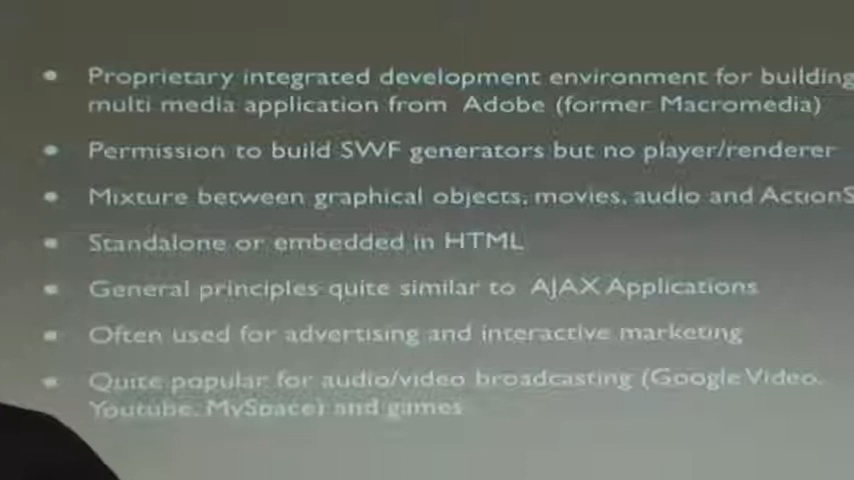 • Proprietary integrated development environment for building
multi media application from Adobe (former Macromedia)
• Permission to build SWF generators but no player/renderer
• Mixture between graphical objects, movies, audio and ActionS
• Standalone or embedded in HTML
• General principles quite similar to AJAX Applications
• Often used for advertising and interactive marketing
• Quite popular for audio/video broadcasting (Google Video,
Youtube, MySpace) and games